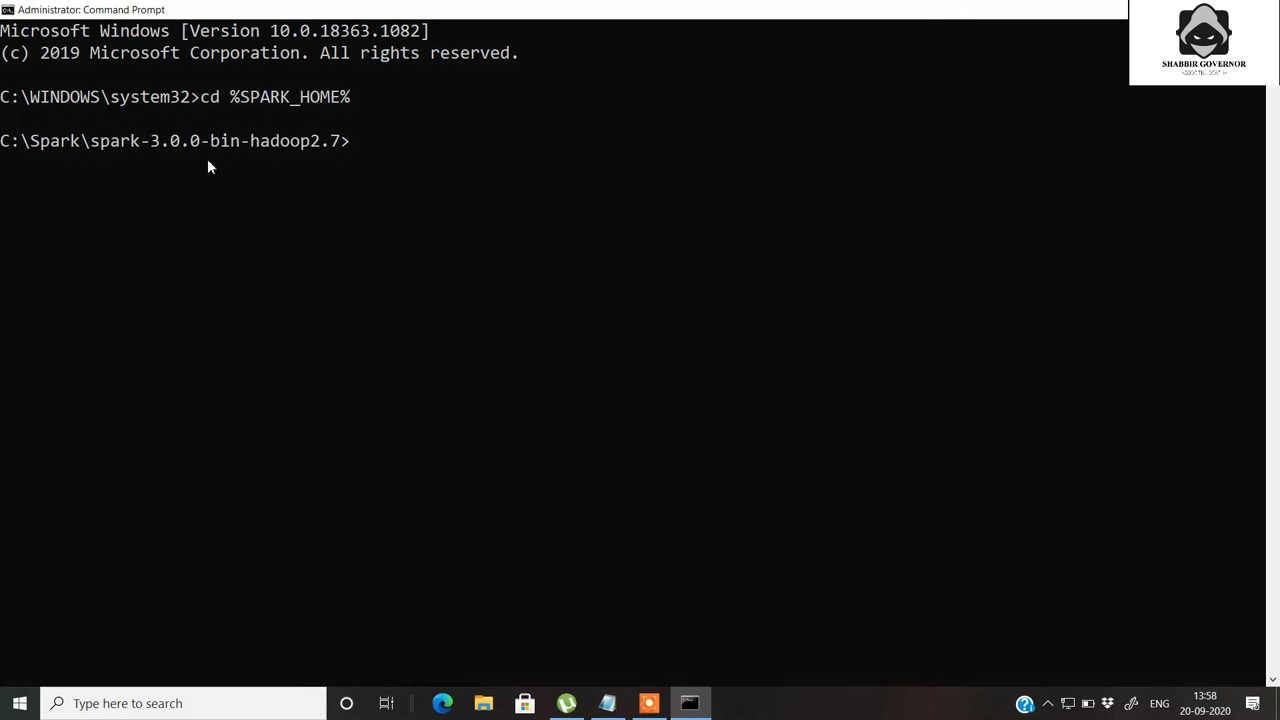 Administrator: Command Prompt
Microsoft Windows [Version 10.0.18363.1082]
(c) 2019 Microsoft Corporation. All rights reserved.
C:\WINDOWS\system32>cd %SPARK_HOME%
C:\Spark\spark-3.0.0-bin-hadoop2.7>
SHABBIR GOVERNOR
Type here to search
ENG
13:58
20-09-2020